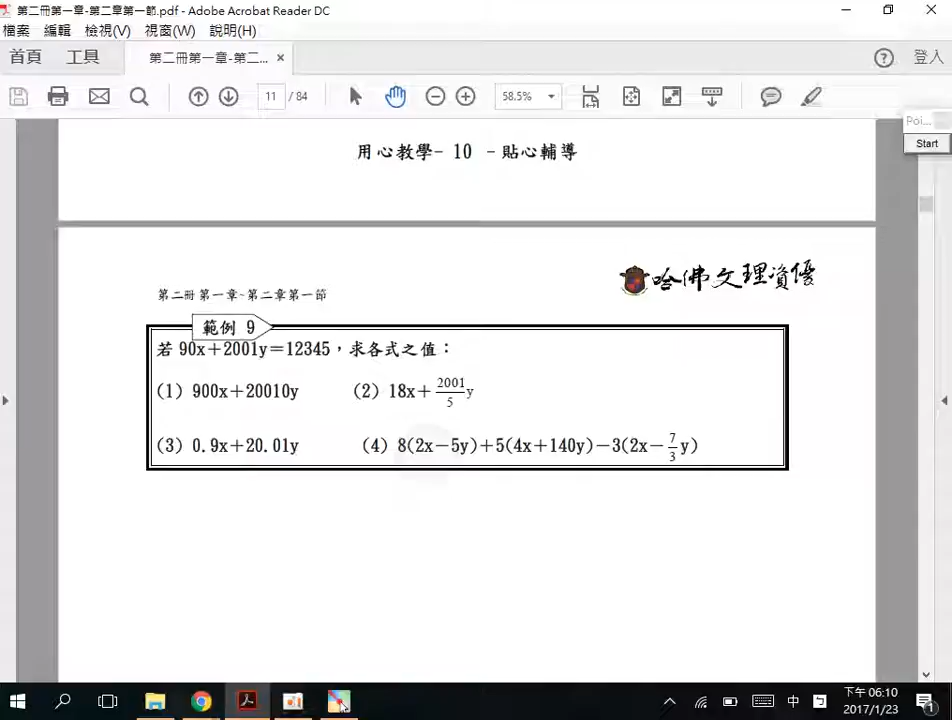 第二冊第一章-第二章第一節.pdf - Adobe Acrobat Reader DC
檔案 編輯 檢視(V) 視窗(W) 說明(H)
首頁 工具 第二冊第一章-第二... × 登入
11 / 84 58.5%
Poi...
Start
用心教學- 10 -貼心輔導
哈佛文理資優
第二冊 第一章~第二章第一節
範例 9
若 90x＋2001y＝12345，求各式之值：
(1) 900x＋20010y (2) 18x＋2001/5 y
(3) 0.9x＋20.01y (4) 8(2x－5y)＋5(4x＋140y)－3(2x－7/3 y)
中 下午 06:10
2017/1/23 1